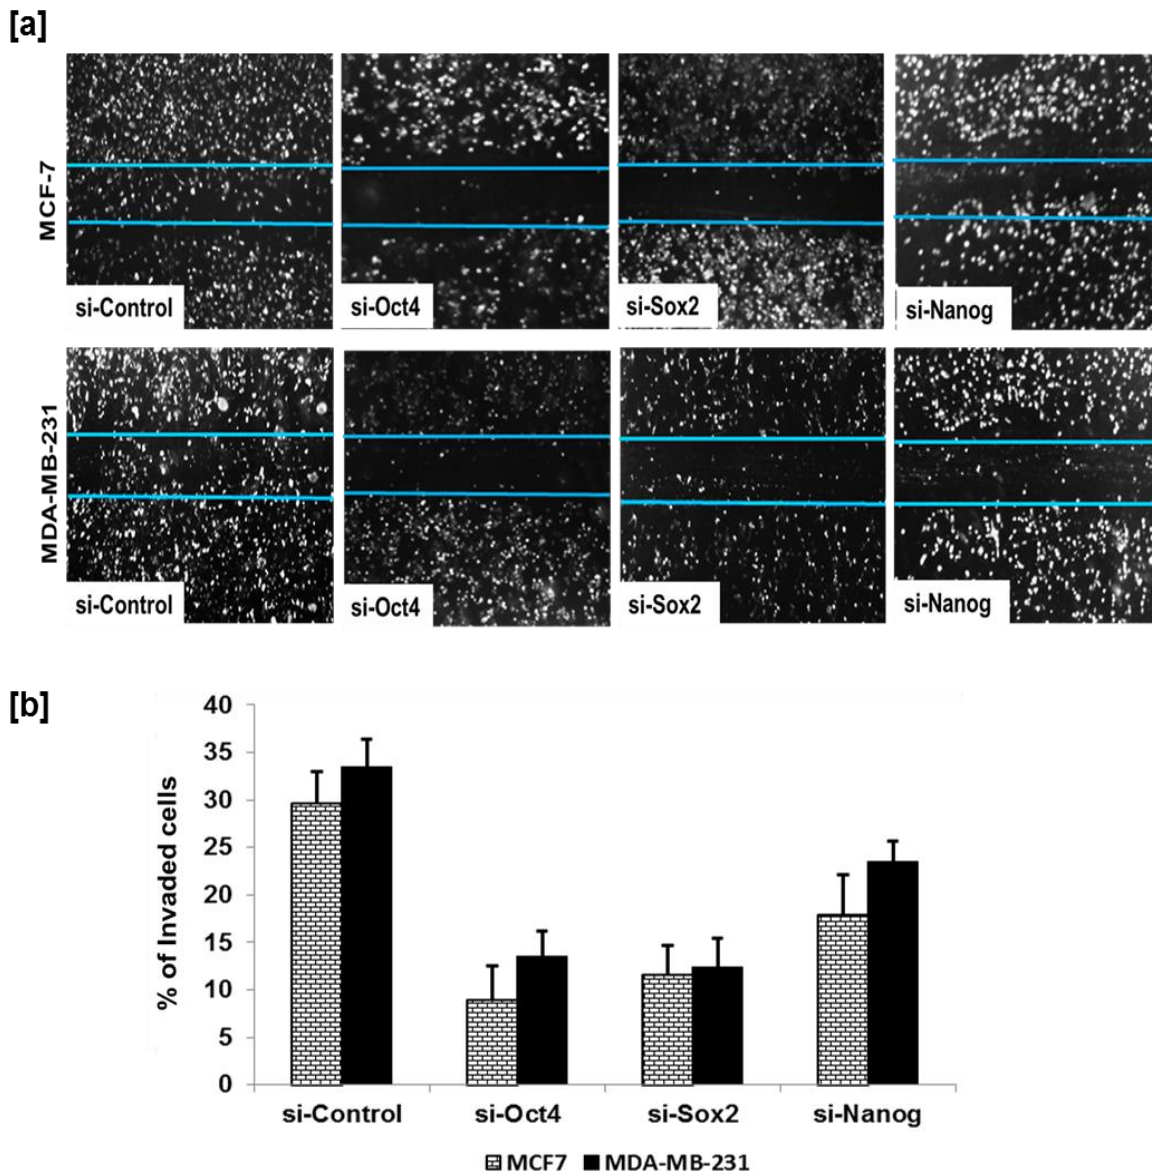 [a]
MCF-7
si-Control
si-Oct4
si-Sox2
si-Nanog
MDA-MB-231
si-Control
si-Oct4
si-Sox2
si-Nanog
[b]
% of Invaded cells
40
35
30
25
20
15
10
5
0
si-Control
si-Oct4
si-Sox2
si-Nanog
MCF7
MDA-MB-231